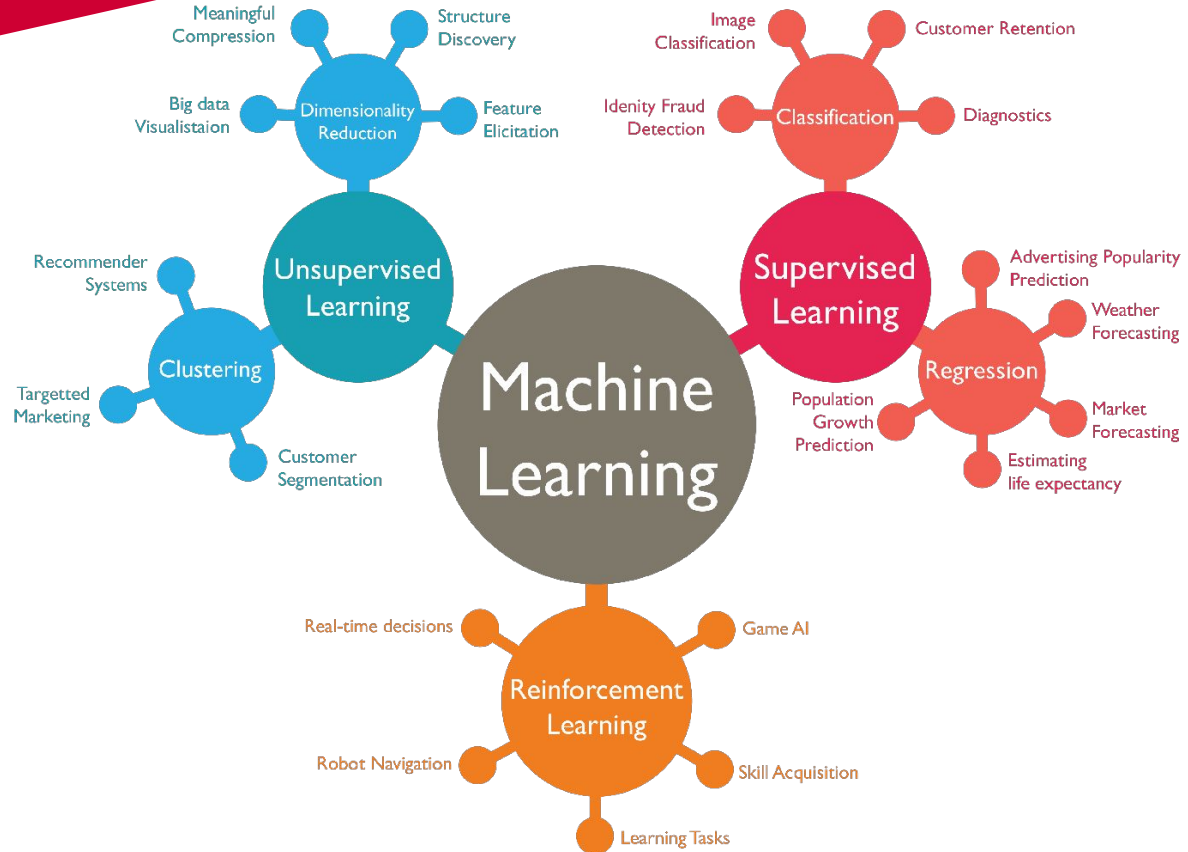 Meaningful
Compression
Structure
Discovery
Big data
Visualistaion
Dimensionality
Reduction
Feature
Elicitation
Unsupervised
Learning
Recommender
Systems
Clustering
Targetted
Marketing
Customer
Segmentation
Image
Classification
Customer Retention
Idenity Fraud
Detection
Classification
Diagnostics
Supervised
Learning
Advertising Popularity
Prediction
Weather
Forecasting
Regression
Population
Growth
Prediction
Market
Forecasting
Estimating
life expectancy
Machine
Learning
Real-time decisions
Game AI
Reinforcement
Learning
Robot Navigation
Skill Acquisition
Learning Tasks